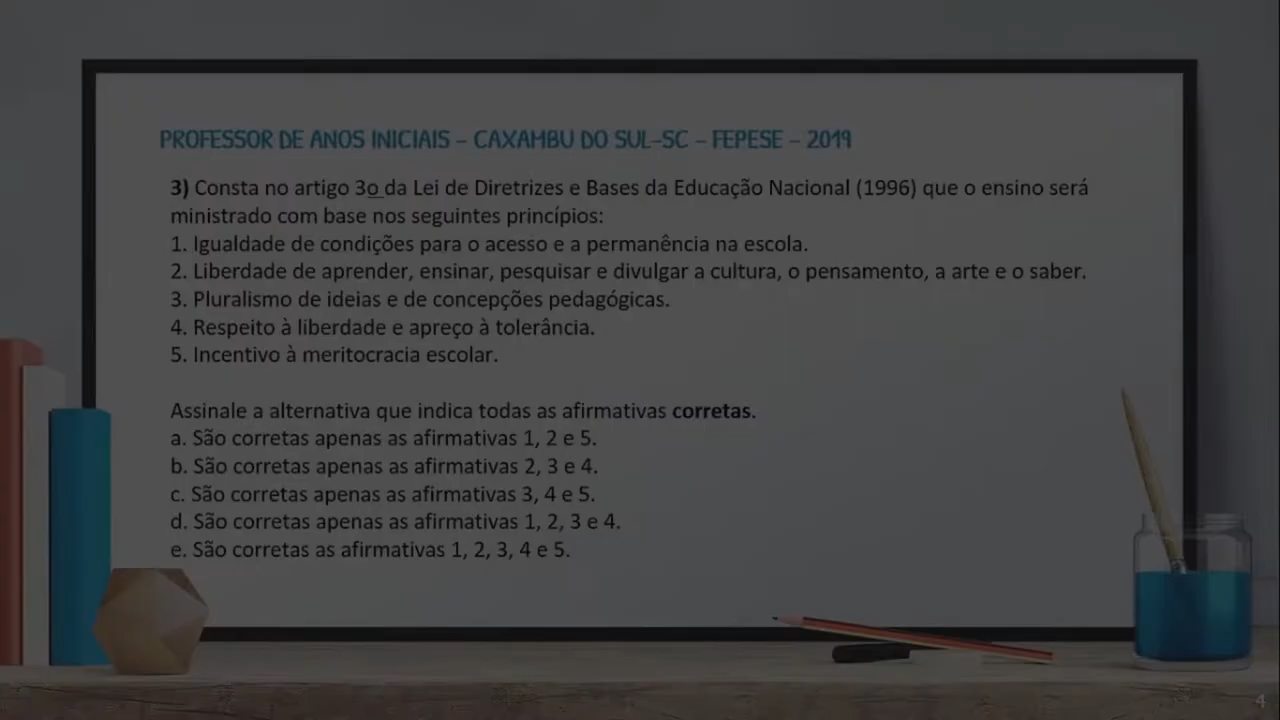 PROFESSOR DE ANOS INICIAIS – CAXAMBU DO SUL-SC – FEPESE – 2019
3) Consta no artigo 3o da Lei de Diretrizes e Bases da Educação Nacional (1996) que o ensino será
ministrado com base nos seguintes princípios:
1. Igualdade de condições para o acesso e a permanência na escola.
2. Liberdade de aprender, ensinar, pesquisar e divulgar a cultura, o pensamento, a arte e o saber.
3. Pluralismo de ideias e de concepções pedagógicas.
4. Respeito à liberdade e apreço à tolerância.
5. Incentivo à meritocracia escolar.
Assinale a alternativa que indica todas as afirmativas corretas.
a. São corretas apenas as afirmativas 1, 2 e 5.
b. São corretas apenas as afirmativas 2, 3 e 4.
c. São corretas apenas as afirmativas 3, 4 e 5.
d. São corretas apenas as afirmativas 1, 2, 3 e 4.
e. São corretas as afirmativas 1, 2, 3, 4 e 5.
4